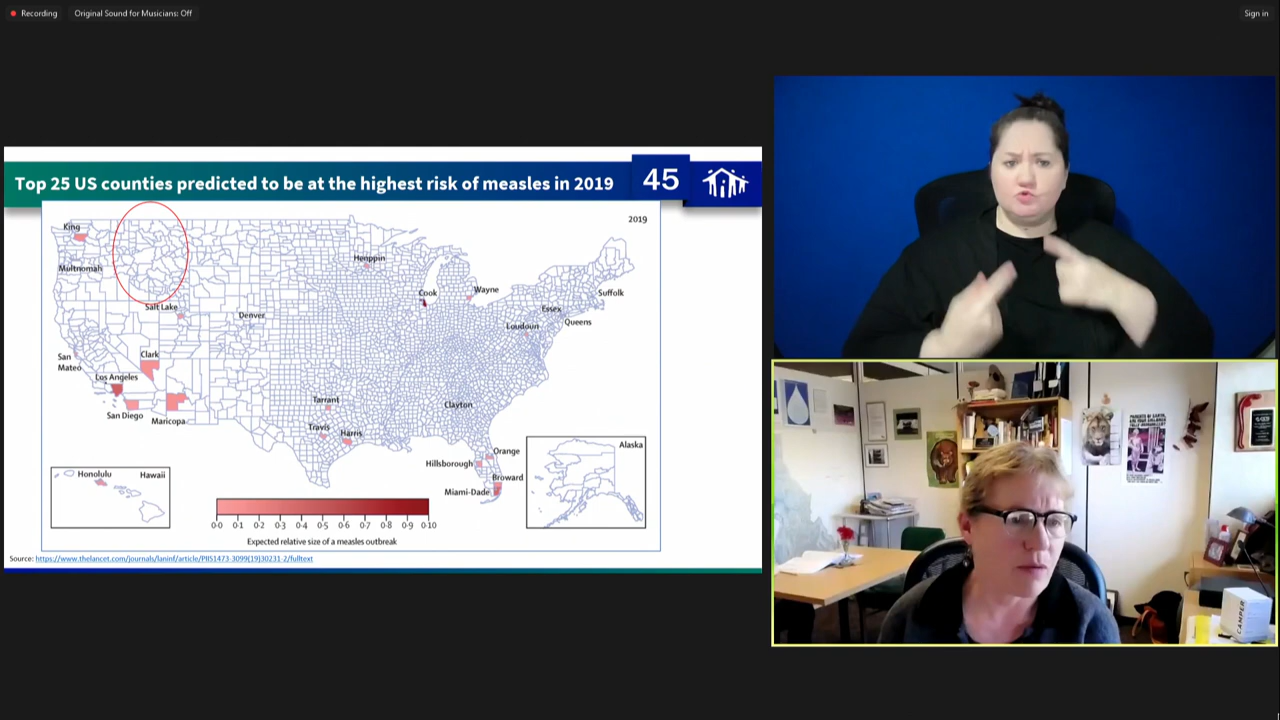 Recording
Original Sound for Musicians: Off
Sign in
Top 25 US counties predicted to be at the highest risk of measles in 2019
45
2019
King
Multnomah
Salt Lake
Denver
Henppin
Cook
Wayne
Suffolk
Essex
Queens
Loudoun
San
Mateo
Clark
Los Angeles
San Diego
Maricopa
Tarrant
Travis
Harris
Clayton
Orange
Hillsborough
Broward
Miami-Dade
Alaska
Honolulu
Hawaii
0·0 0·1 0·2 0·3 0·4 0·5 0·6 0·7 0·8 0·9 0·10
Expected relative size of a measles outbreak
Source: https://www.thelancet.com/journals/laninf/article/PIIS1473-3099(19)30231-2/fulltext
CAMPER